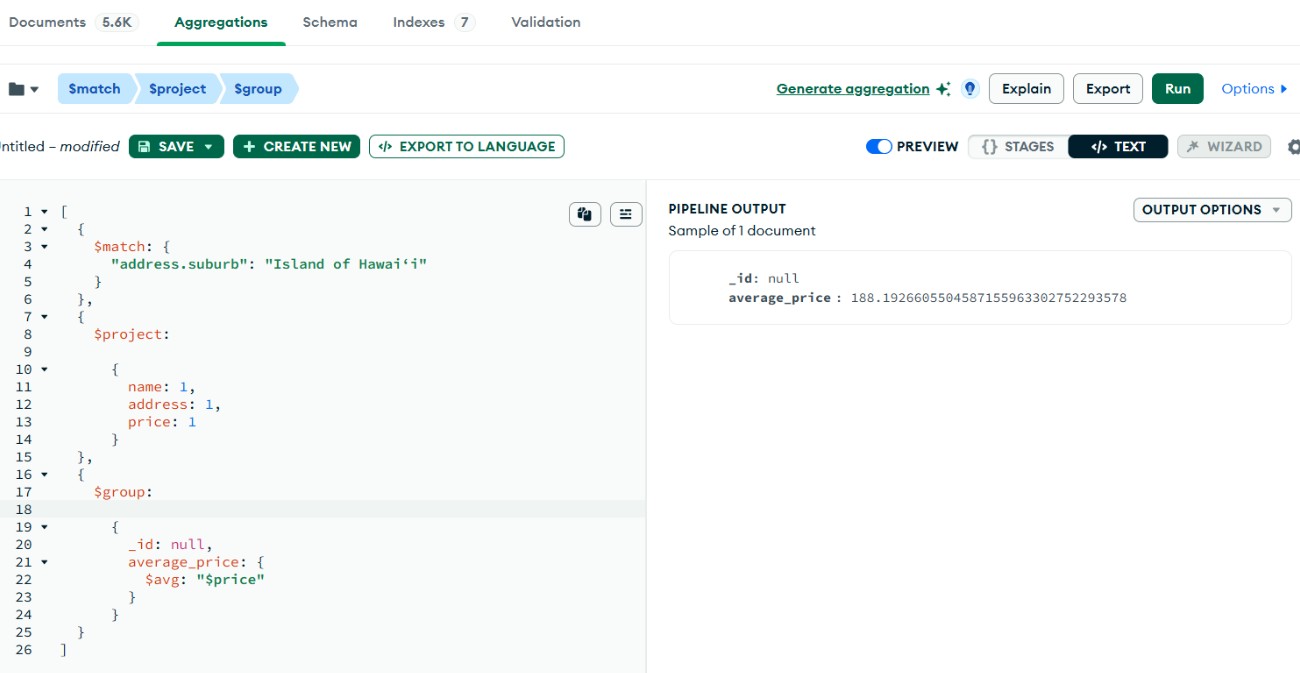 Documents 5.6K Aggregations Schema Indexes 7 Validation
$match $project $group Generate aggregation Explain Export Run Options
ntitled – modified SAVE + CREATE NEW </> EXPORT TO LANGUAGE PREVIEW {} STAGES </> TEXT WIZARD
1 [
2 {
3 $match: {
4 "address.suburb": "Island of Hawai‘i"
5 }
6 },
7 {
8 $project:
9
10 {
11 name: 1,
12 address: 1,
13 price: 1
14 }
15 },
16 {
17 $group:
18
19 {
20 _id: null,
21 average_price: {
22 $avg: "$price"
23 }
24 }
25 }
26 ]
PIPELINE OUTPUT
Sample of 1 document
OUTPUT OPTIONS
_id: null
average_price : 188.1926605504587155963302752293578